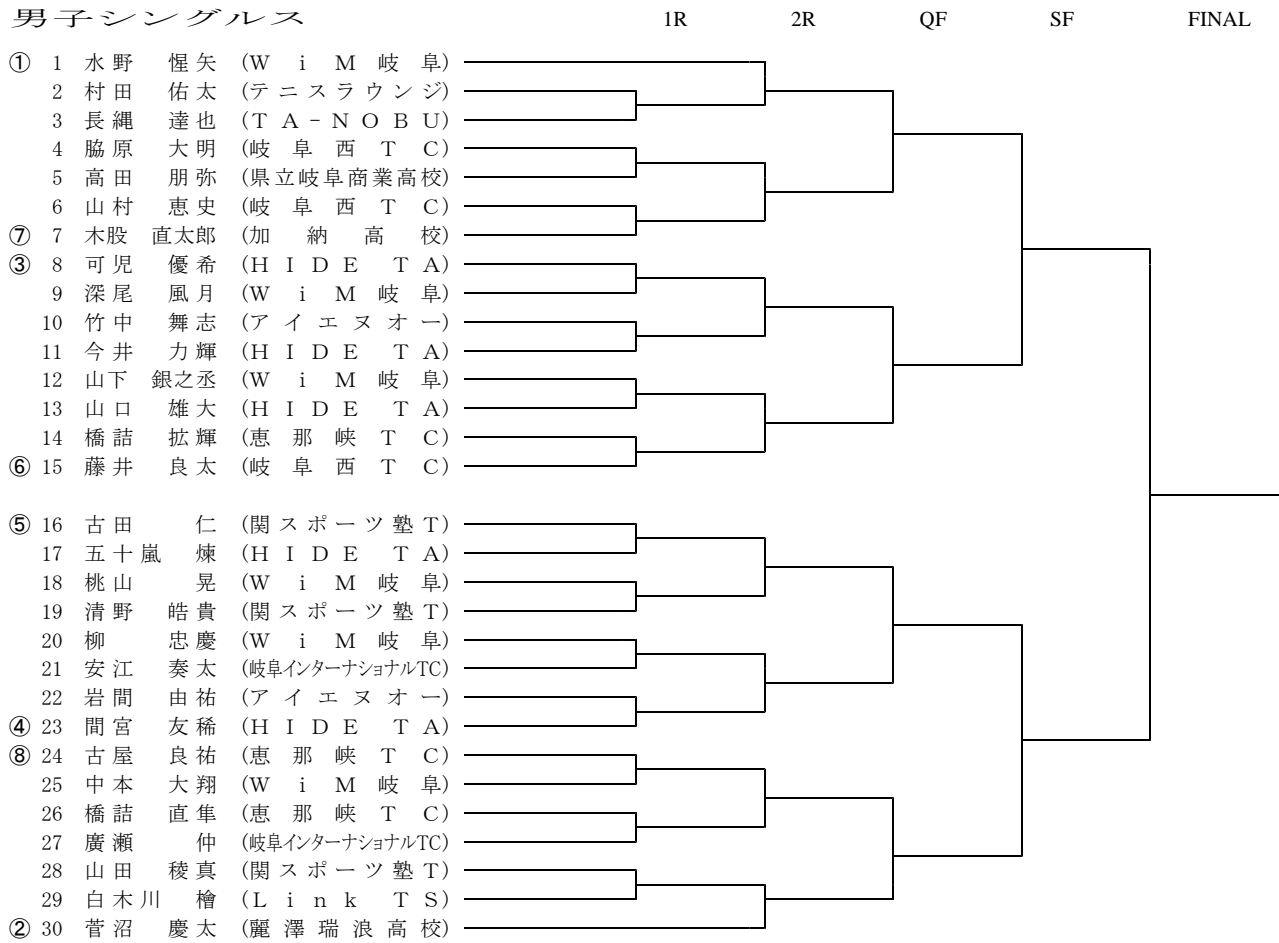 男子シングルス 1R 2R QF SF FINAL
① 1 水野 惺矢 (WiM岐阜)
2 村田 佑太 (テニスラウンジ)
3 長縄 達也 (TA-NOBU)
4 脇原 大明 (岐阜西TC)
5 高田 朋弥 (県立岐阜商業高校)
6 山村 恵史 (岐阜西TC)
⑦ 7 木股 直太郎 (加納高校)
③ 8 可児 優希 (HIDE TA)
9 深尾 風月 (WiM岐阜)
10 竹中 舞志 (アイエヌオー)
11 今井 力輝 (HIDE TA)
12 山下 銀之丞 (WiM岐阜)
13 山口 雄大 (HIDE TA)
14 橋詰 拡輝 (恵那峡TC)
⑥ 15 藤井 良太 (岐阜西TC)
⑤ 16 古田 仁 (関スポーツ塾T)
17 五十嵐 煉 (HIDE TA)
18 桃山 晃 (WiM岐阜)
19 清野 皓貴 (関スポーツ塾T)
20 柳 忠慶 (WiM岐阜)
21 安江 奏太 (岐阜インターナショナルTC)
22 岩間 由祐 (アイエヌオー)
④ 23 間宮 友稀 (HIDE TA)
⑧ 24 古屋 良祐 (恵那峡TC)
25 中本 大翔 (WiM岐阜)
26 橋詰 直隼 (恵那峡TC)
27 廣瀬 仲 (岐阜インターナショナルTC)
28 山田 稜真 (関スポーツ塾T)
29 白木川 檜 (Link TS)
② 30 菅沼 慶太 (麗澤瑞浪高校)